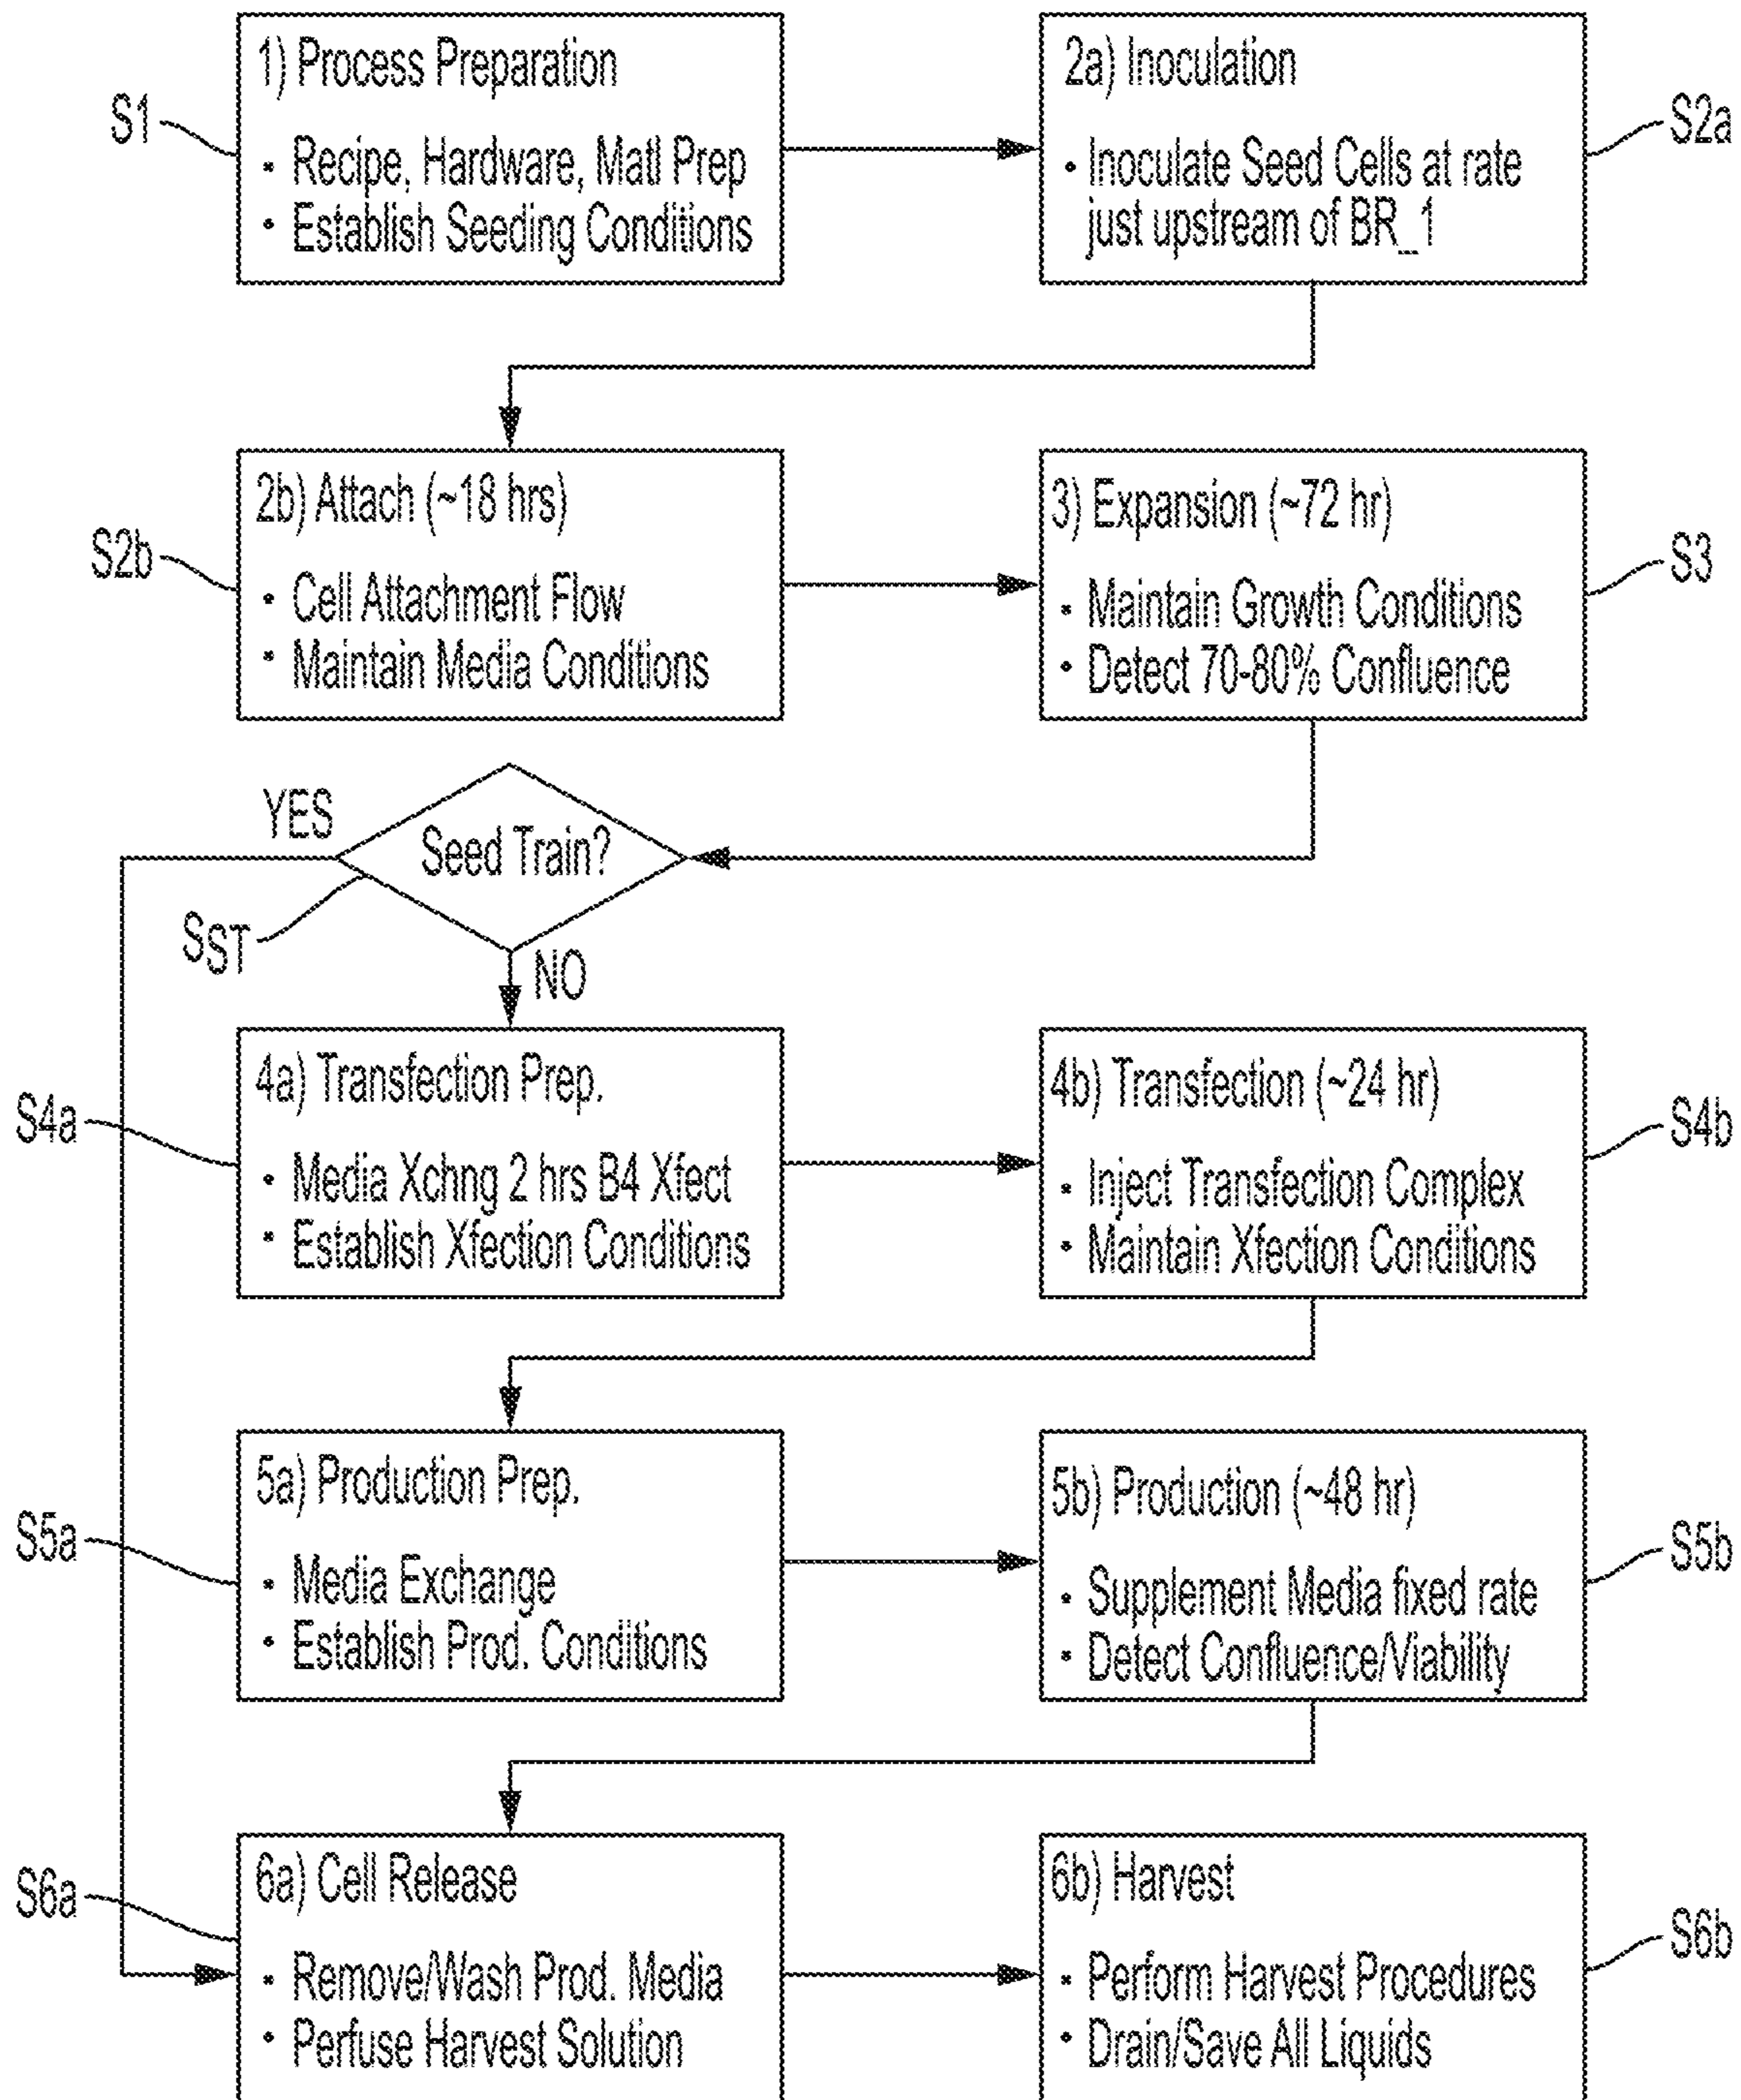 1) Process Preparation
• Recipe, Hardware, Matl Prep
• Establish Seeding Conditions
S1
2a) Inoculation
• Inoculate Seed Cells at rate
just upstream of BR_1
S2a
2b) Attach (~18 hrs)
• Cell Attachment Flow
• Maintain Media Conditions
S2b
3) Expansion (~72 hr)
• Maintain Growth Conditions
• Detect 70-80% Confluence
S3
YES
Seed Train?
SST
NO
4a) Transfection Prep.
• Media Xchng 2 hrs B4 Xfect
• Establish Xfection Conditions
S4a
4b) Transfection (~24 hr)
• Inject Transfection Complex
• Maintain Xfection Conditions
S4b
5a) Production Prep.
• Media Exchange
• Establish Prod. Conditions
S5a
5b) Production (~48 hr)
• Supplement Media fixed rate
• Detect Confluence/Viability
S5b
6a) Cell Release
• Remove/Wash Prod. Media
• Perfuse Harvest Solution
S6a
6b) Harvest
• Perform Harvest Procedures
• Drain/Save All Liquids
S6b